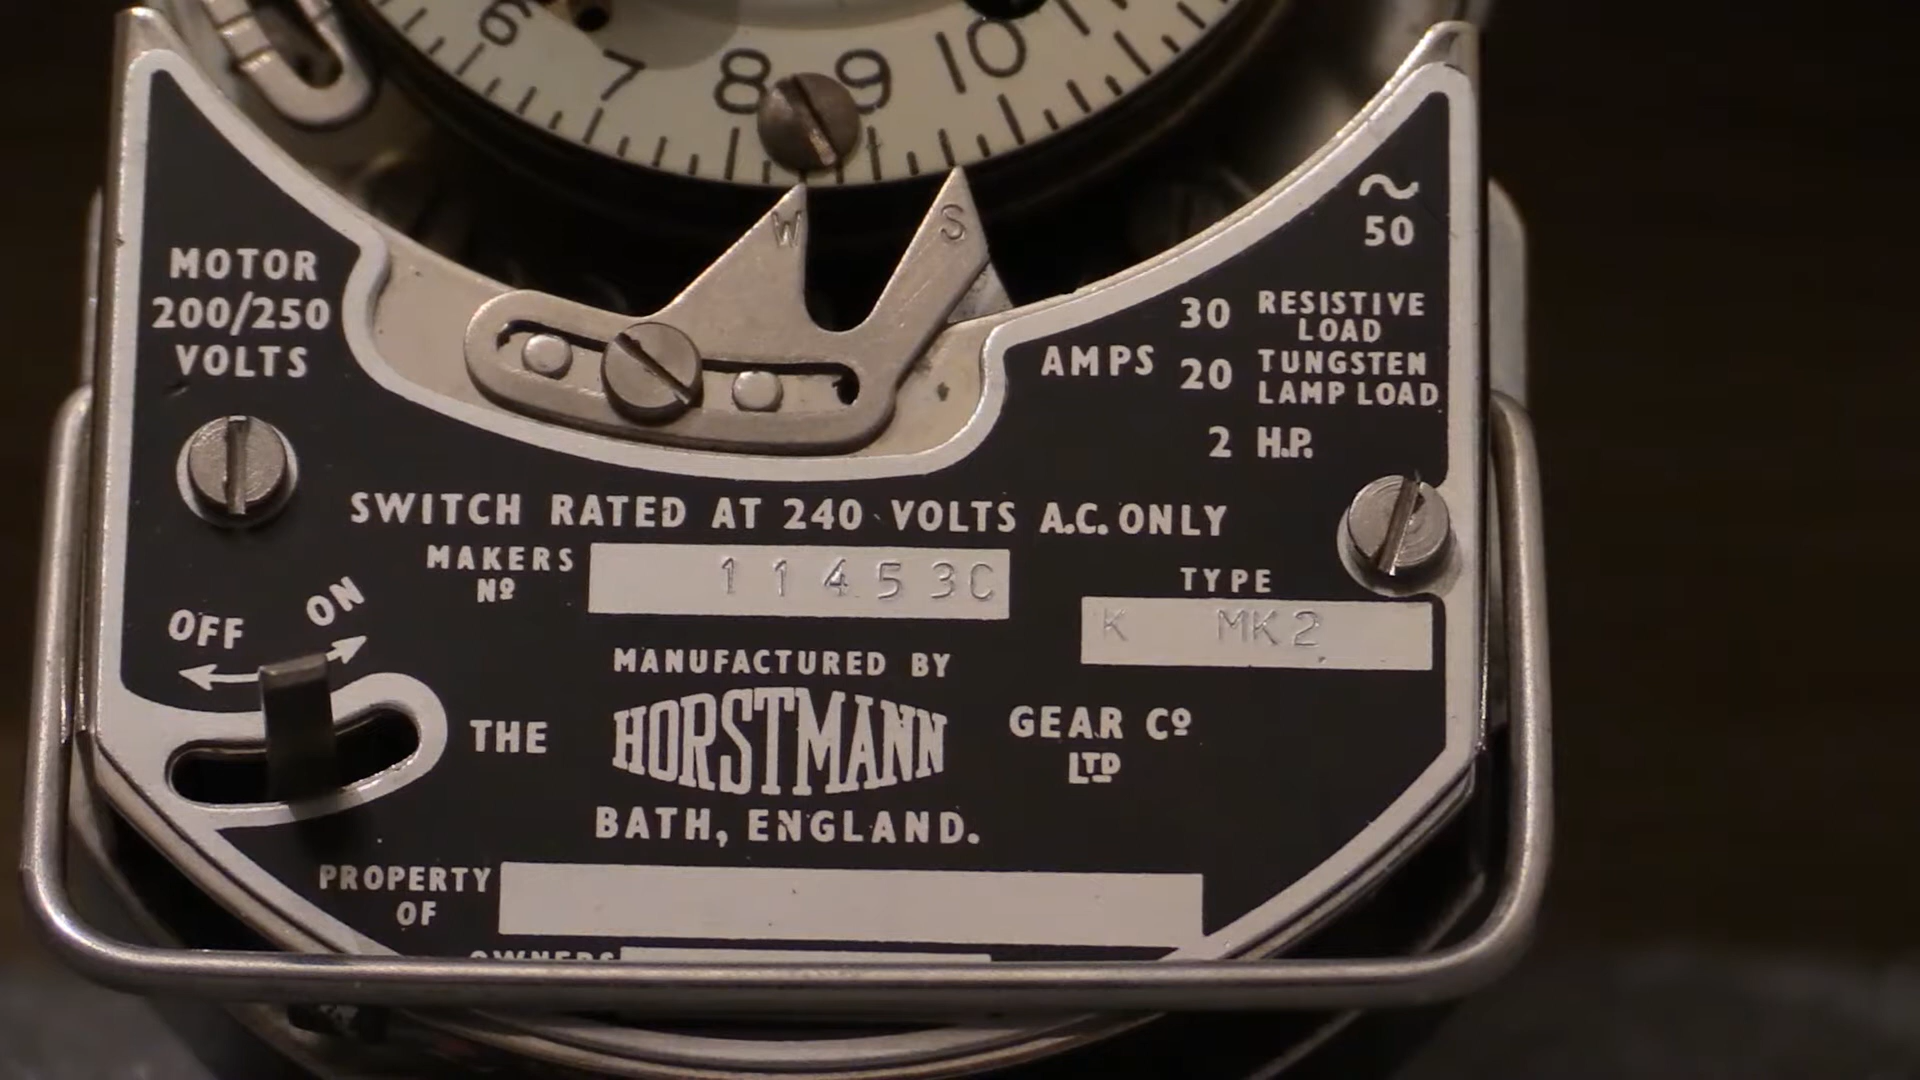 6 7 8 9 10 11
W S
MOTOR
200/250
VOLTS
~
50
AMPS
30 RESISTIVE
LOAD
20 TUNGSTEN
LAMP LOAD
2 H.P.
SWITCH RATED AT 240 VOLTS A.C. ONLY
MAKERS
Nº
11453C
TYPE
K MK2
OFF ON
MANUFACTURED BY
THE HORSTMANN GEAR Cº
LTD
BATH, ENGLAND.
PROPERTY
OF
OWNERS